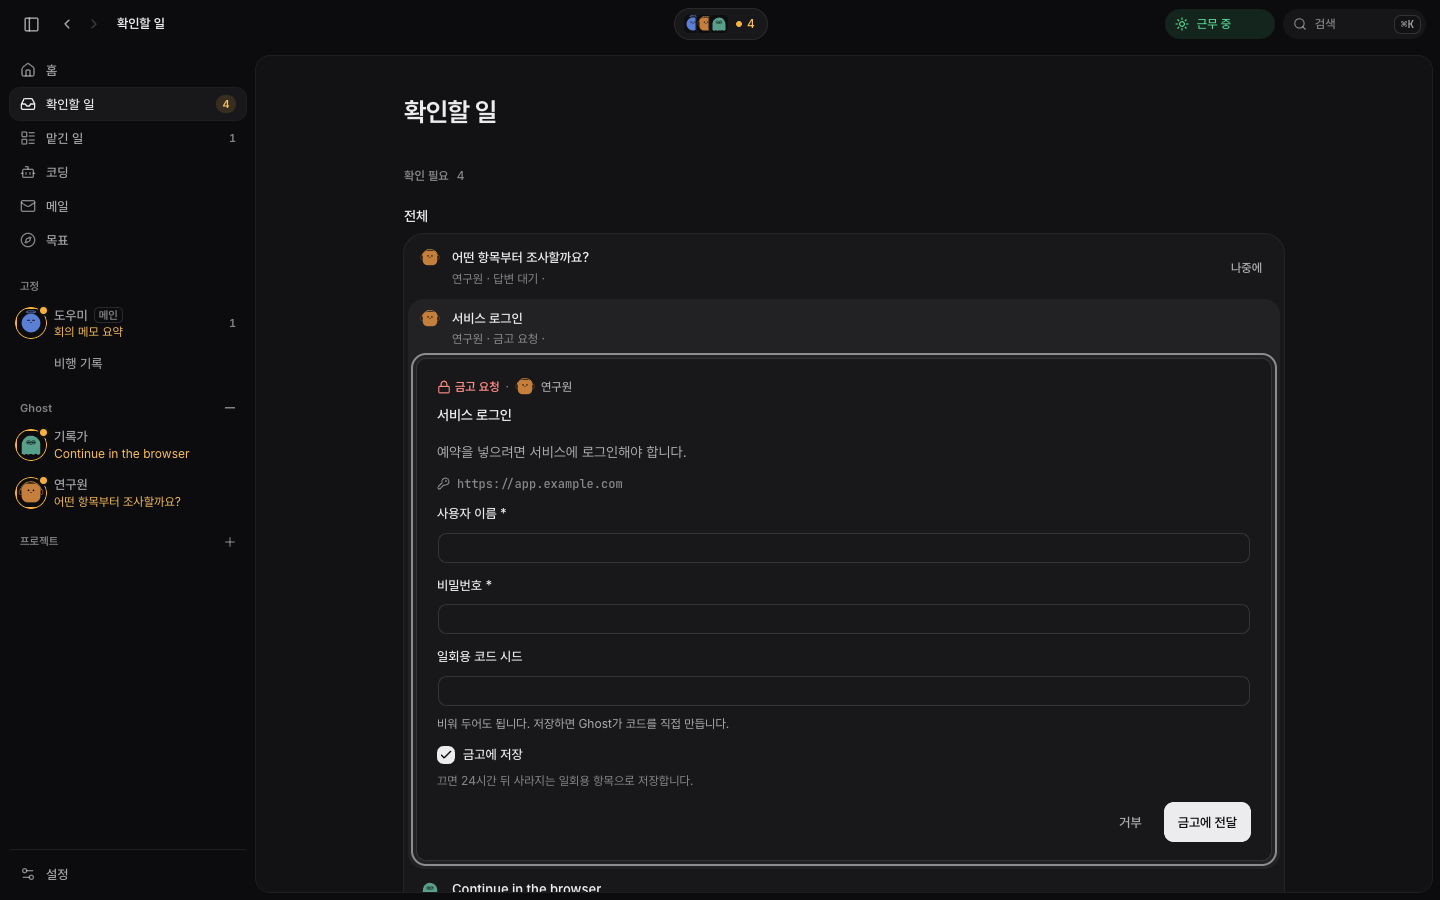 확인할 일
4
근무 중
검색
⌘K
홈
확인할 일
4
맡긴 일
1
코딩
메일
목표
고정
도우미 메인
회의 메모 요약
1
비행 기록
Ghost
기록가
Continue in the browser
연구원
어떤 항목부터 조사할까요?
프로젝트
설정
확인할 일
확인 필요 4
전체
어떤 항목부터 조사할까요?
연구원 · 답변 대기 ·
나중에
서비스 로그인
연구원 · 금고 요청 ·
금고 요청 · 연구원
서비스 로그인
예약을 넣으려면 서비스에 로그인해야 합니다.
https://app.example.com
사용자 이름 *
비밀번호 *
일회용 코드 시드
비워 두어도 됩니다. 저장하면 Ghost가 코드를 직접 만듭니다.
금고에 저장
끄면 24시간 뒤 사라지는 일회용 항목으로 저장합니다.
거부
금고에 전달
Continue in the browser